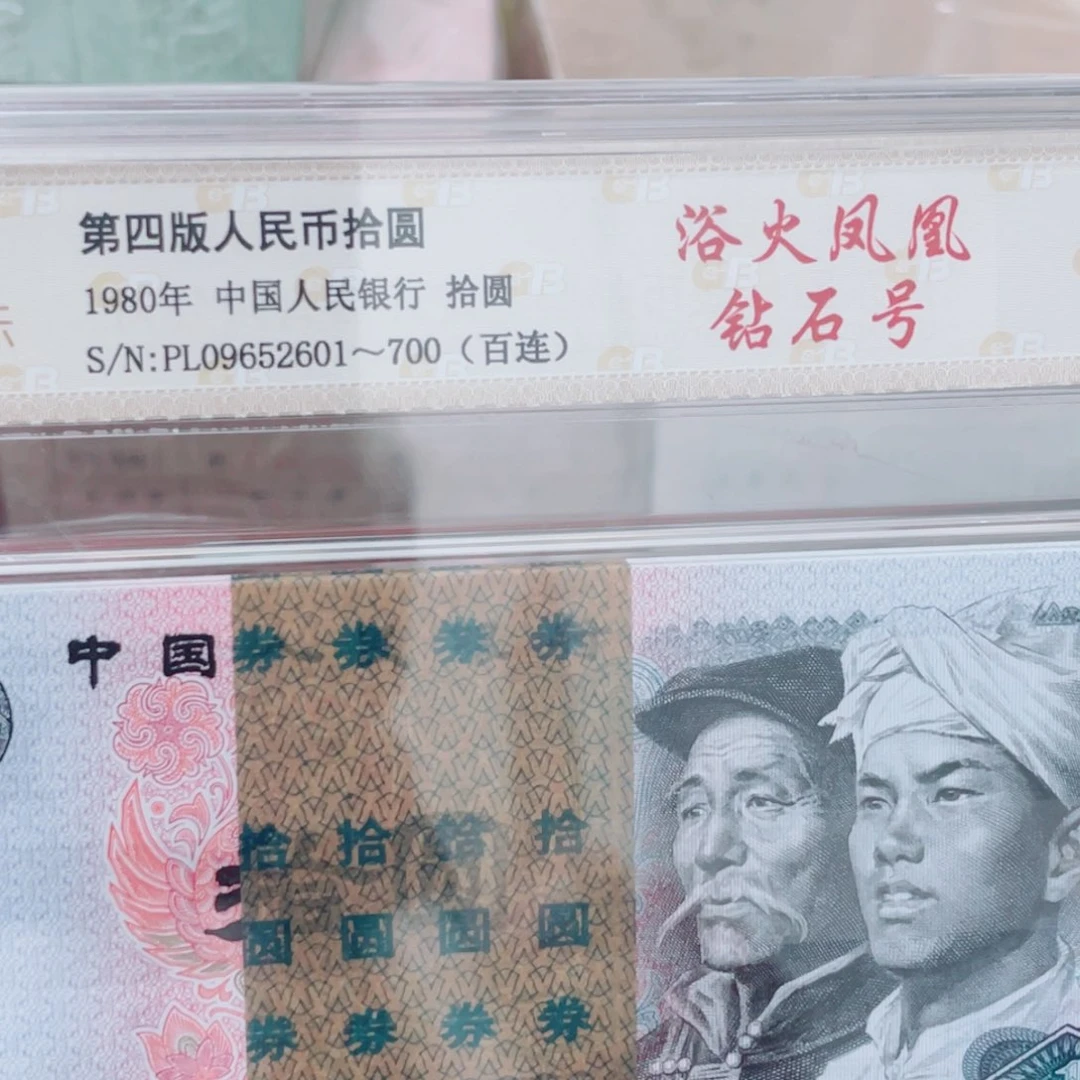 第四版人民币拾圆
1980年 中国人民银行 拾圆
S/N:PL09652601～700（百连）
浴火凤凰
钻石号
中国
券 券 券 券
拾 拾 拾 拾
圆 圆 圆 圆
券 券 券 券